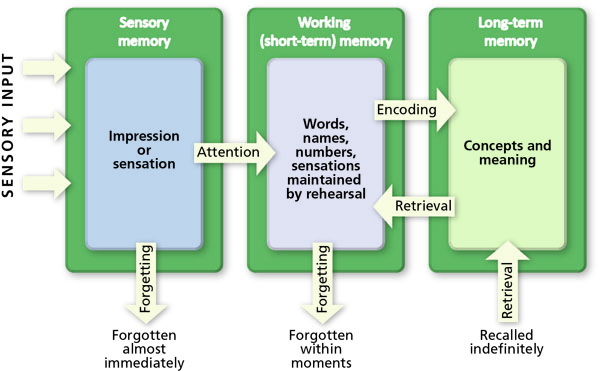 SENSORY INPUT
Sensory
memory
Impression
or
sensation
Attention
Forgetting
Forgotten
almost
immediately
Working
(short-term) memory
Words,
names,
numbers,
sensations
maintained
by rehearsal
Encoding
Retrieval
Forgetting
Forgotten
within
moments
Long-term
memory
Concepts and
meaning
Retrieval
Recalled
indefinitely